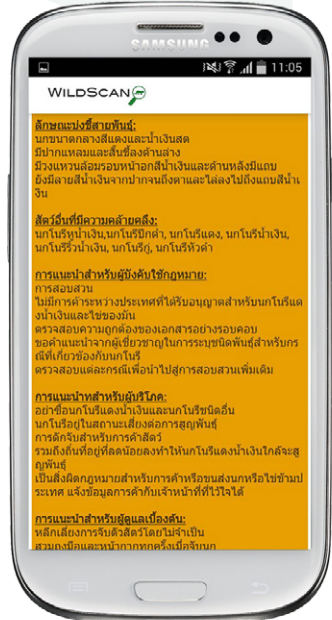 SAMSUNG
11:05
WILDSCAN
ลักษณะบ่งชี้สายพันธุ์:
นกขนาดกลางสีแดงและน้ำเงินสด
มีปากแหลมและสั้นชี้ลงด้านล่าง
มีวงแหวนล้อมรอบหน้าอกสีน้ำเงินและด้านหลังมีแถบ
ยังมีลายสีน้ำเงินจากปากจนถึงตาและไล่ลงไปถึงแถบสีน้ำเ
งิน
สัตว์อื่นที่มีความคล้ายคลึง:
นกโนรีหูน้ำเงิน,นกโนรีปีกดำ, นกโนรีแดง, นกโนรีน้ำเงิน,
นกโนรีริ้วน้ำเงิน, นกโนรีภู่, นกโนรีหัวดำ
การแนะนำสำหรับผู้บังคับใช้กฎหมาย:
การสอบสวน
ไม่มีการค้าระหว่างประเทศที่ได้รับอนุญาตสำหรับนกโนรีแด
งน้ำเงินและไข่ของมัน
ตรวจสอบความถูกต้องของเอกสารอย่างรอบคอบ
ขอคำแนะนำจากผู้เชี่ยวชาญในการระบุชนิดพันธุ์สำหรับกร
ณีที่เกี่ยวข้องกับนกโนรี
ตรวจสอบแต่ละกรณีเพื่อนำไปสู่การสอบสวนเพิ่มเติม
การแนะนำทสำหรับผู้บริโภค:
อย่าซื้อนกโนรีแดงน้ำเงินและนกโนรีชนิดอื่น
นกโนรีอยู่ในสถานะเสี่ยงต่อการสูญพันธุ์
การดักจับสำหรับการค้าสัตว์
รวมถึงถิ่นที่อยู่ที่ลดน้อยลงทำให้นกโนรีแดงน้ำเงินใกล้จะสู
ญพันธุ์
เป็นสิ่งผิดกฎหมายสำหรับการค้าหรือขนส่งนกหรือไข่ข้ามป
ระเทศ แจ้งข้อมูลการค้ากับเจ้าหน้าที่ที่ไว้ใจได้
การแนะนำสำหรับผู้ดูแลเบื้องต้น:
หลีกเลี่ยงการจับตัวสัตว์โดยไม่จำเป็น
สวมถุงมือและหน้ากากทุกครั้งเมื่อจับนก